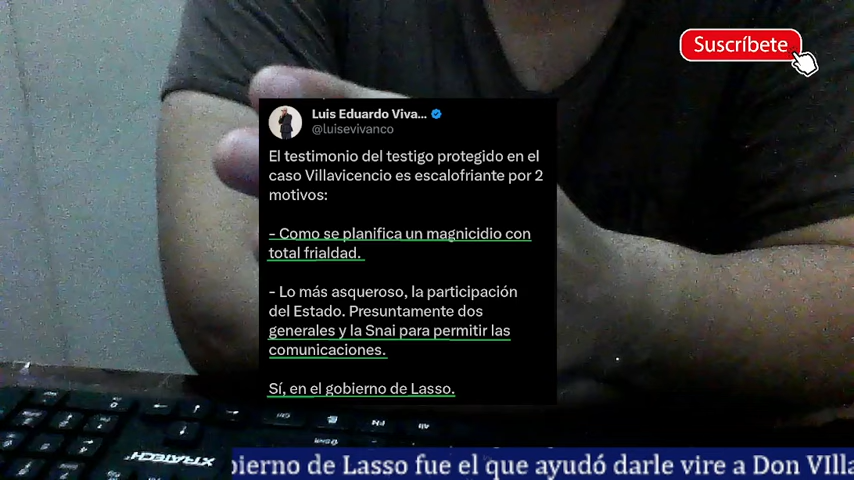 Suscríbete
Luis Eduardo Viva...
@luisevivanco
El testimonio del testigo protegido en el
caso Villavicencio es escalofriante por 2
motivos:
- Como se planifica un magnicidio con
total frialdad.
- Lo más asqueroso, la participación
del Estado. Presuntamente dos
generales y la Snai para permitir las
comunicaciones.
Sí, en el gobierno de Lasso.
XTRATECH
bierno de Lasso fue el que ayudó darle vire a Don VIlla